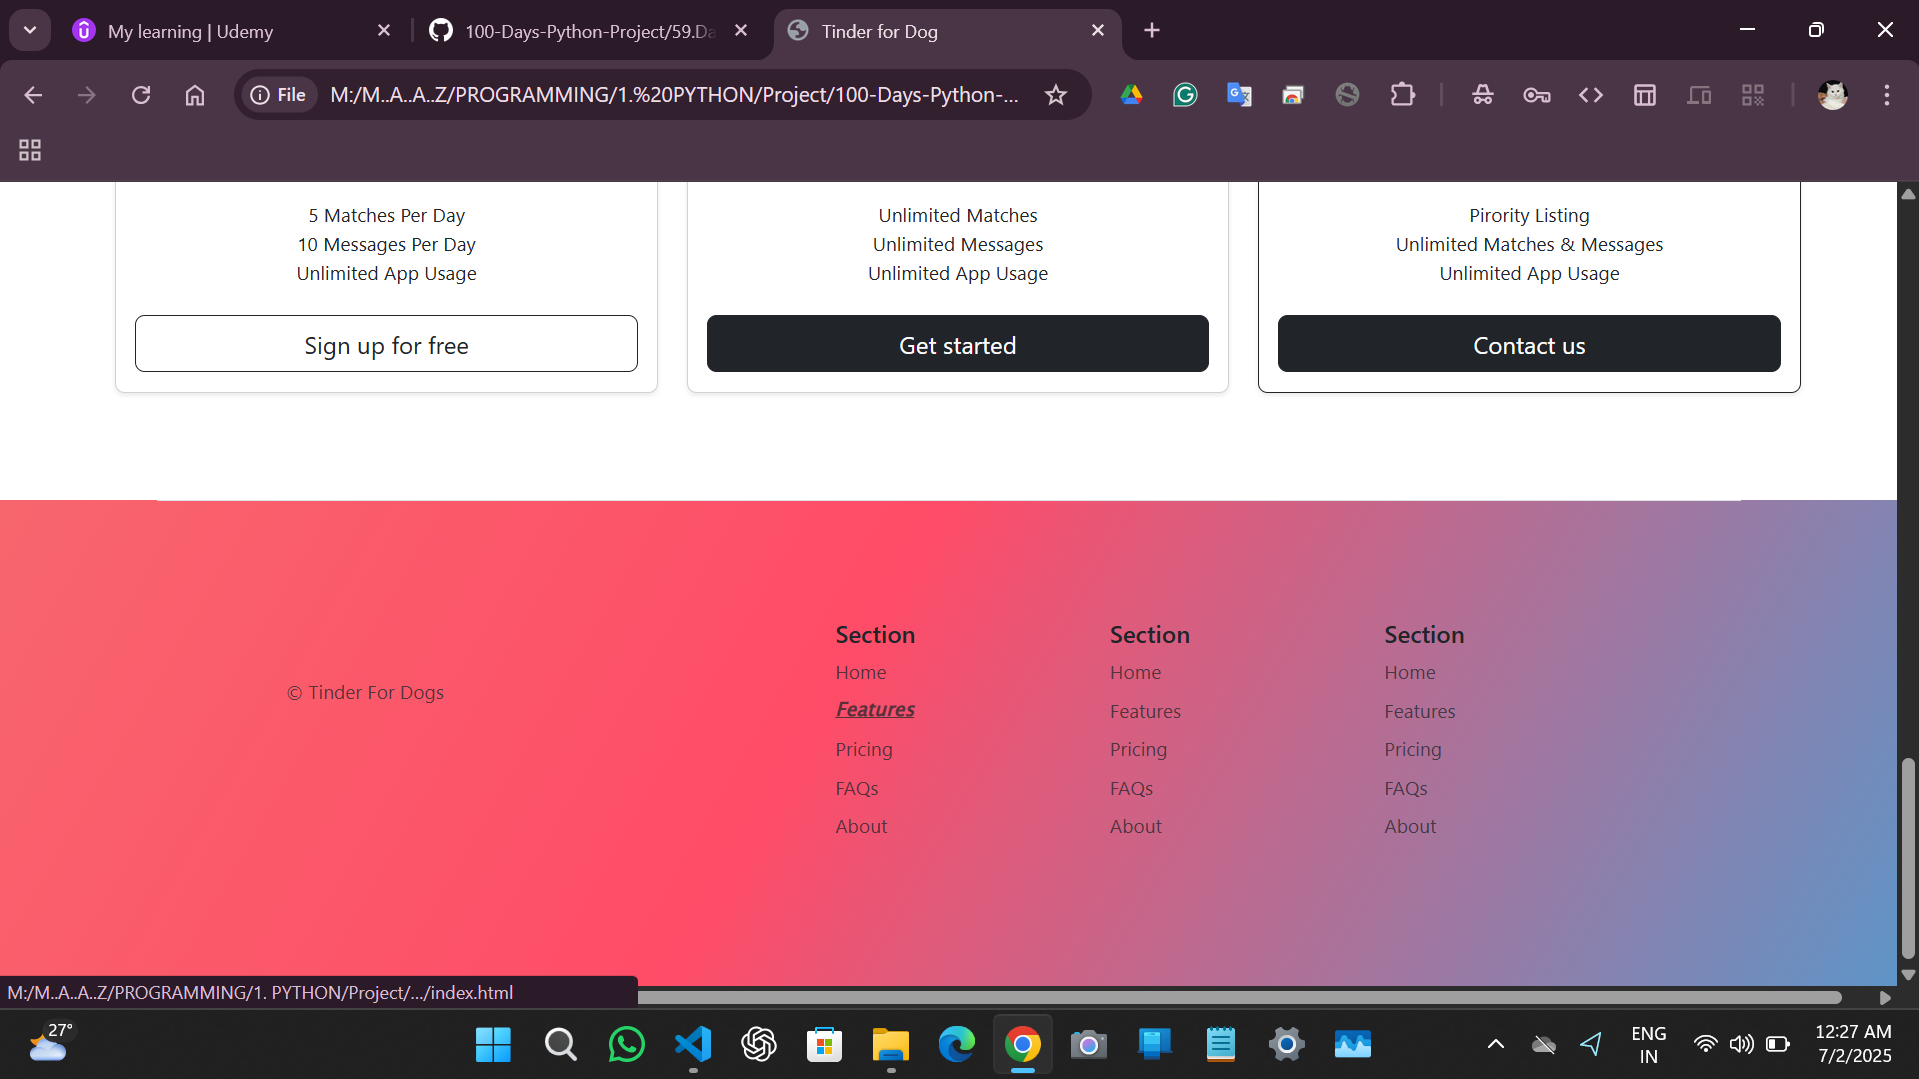 My learning | Udemy
100-Days-Python-Project/59.Da
Tinder for Dog
File
M:/M..A..A..Z/PROGRAMMING/1.%20PYTHON/Project/100-Days-Python-...
5 Matches Per Day
10 Messages Per Day
Unlimited App Usage
Sign up for free
Unlimited Matches
Unlimited Messages
Unlimited App Usage
Get started
Pirority Listing
Unlimited Matches & Messages
Unlimited App Usage
Contact us
© Tinder For Dogs
Section
Home
Features
Pricing
FAQs
About
Section
Home
Features
Pricing
FAQs
About
Section
Home
Features
Pricing
FAQs
About
M:/M..A..A..Z/PROGRAMMING/1. PYTHON/Project/.../index.html
27°
ENG
IN
12:27 AM
7/2/2025